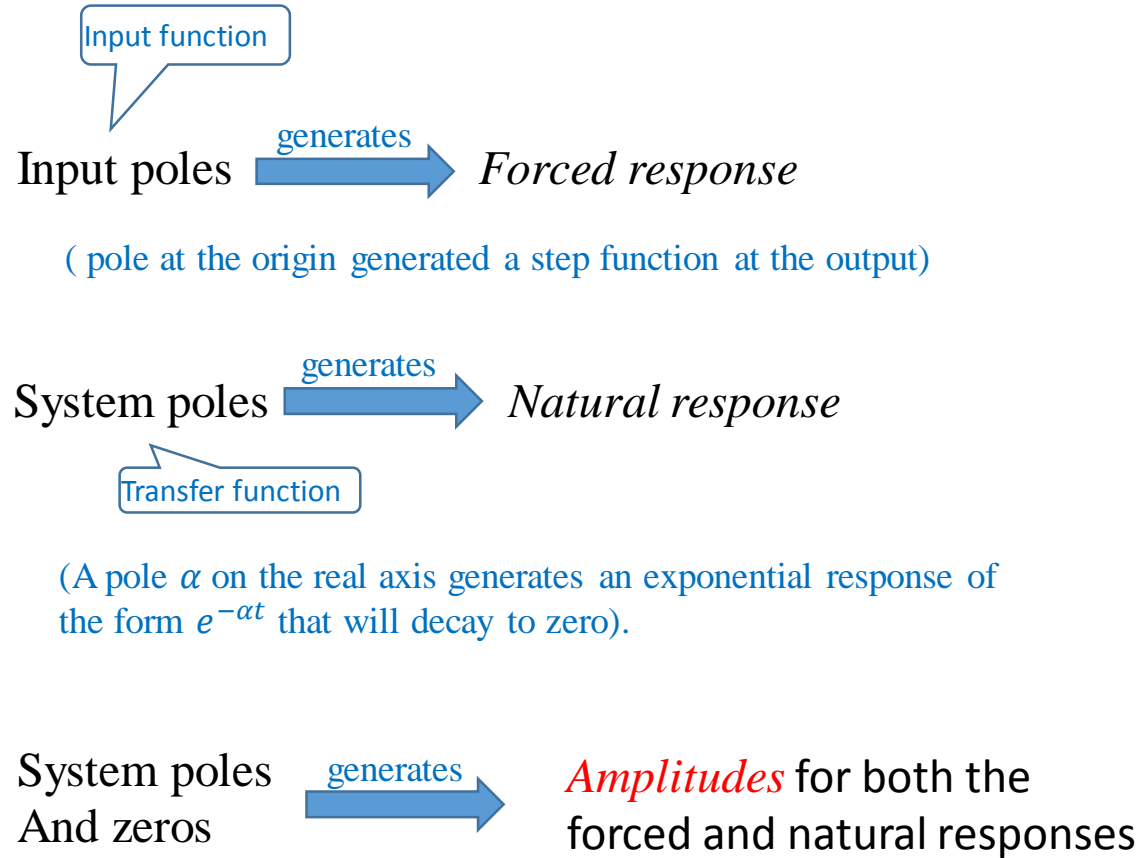 Input function
generates
Input poles
Forced response
( pole at the origin generated a step function at the output)
generates
System poles
Natural response
Transfer function
(A pole α on the real axis generates an exponential response of
the form e^{-αt} that will decay to zero).
System poles
And zeros
generates
Amplitudes for both the
forced and natural responses